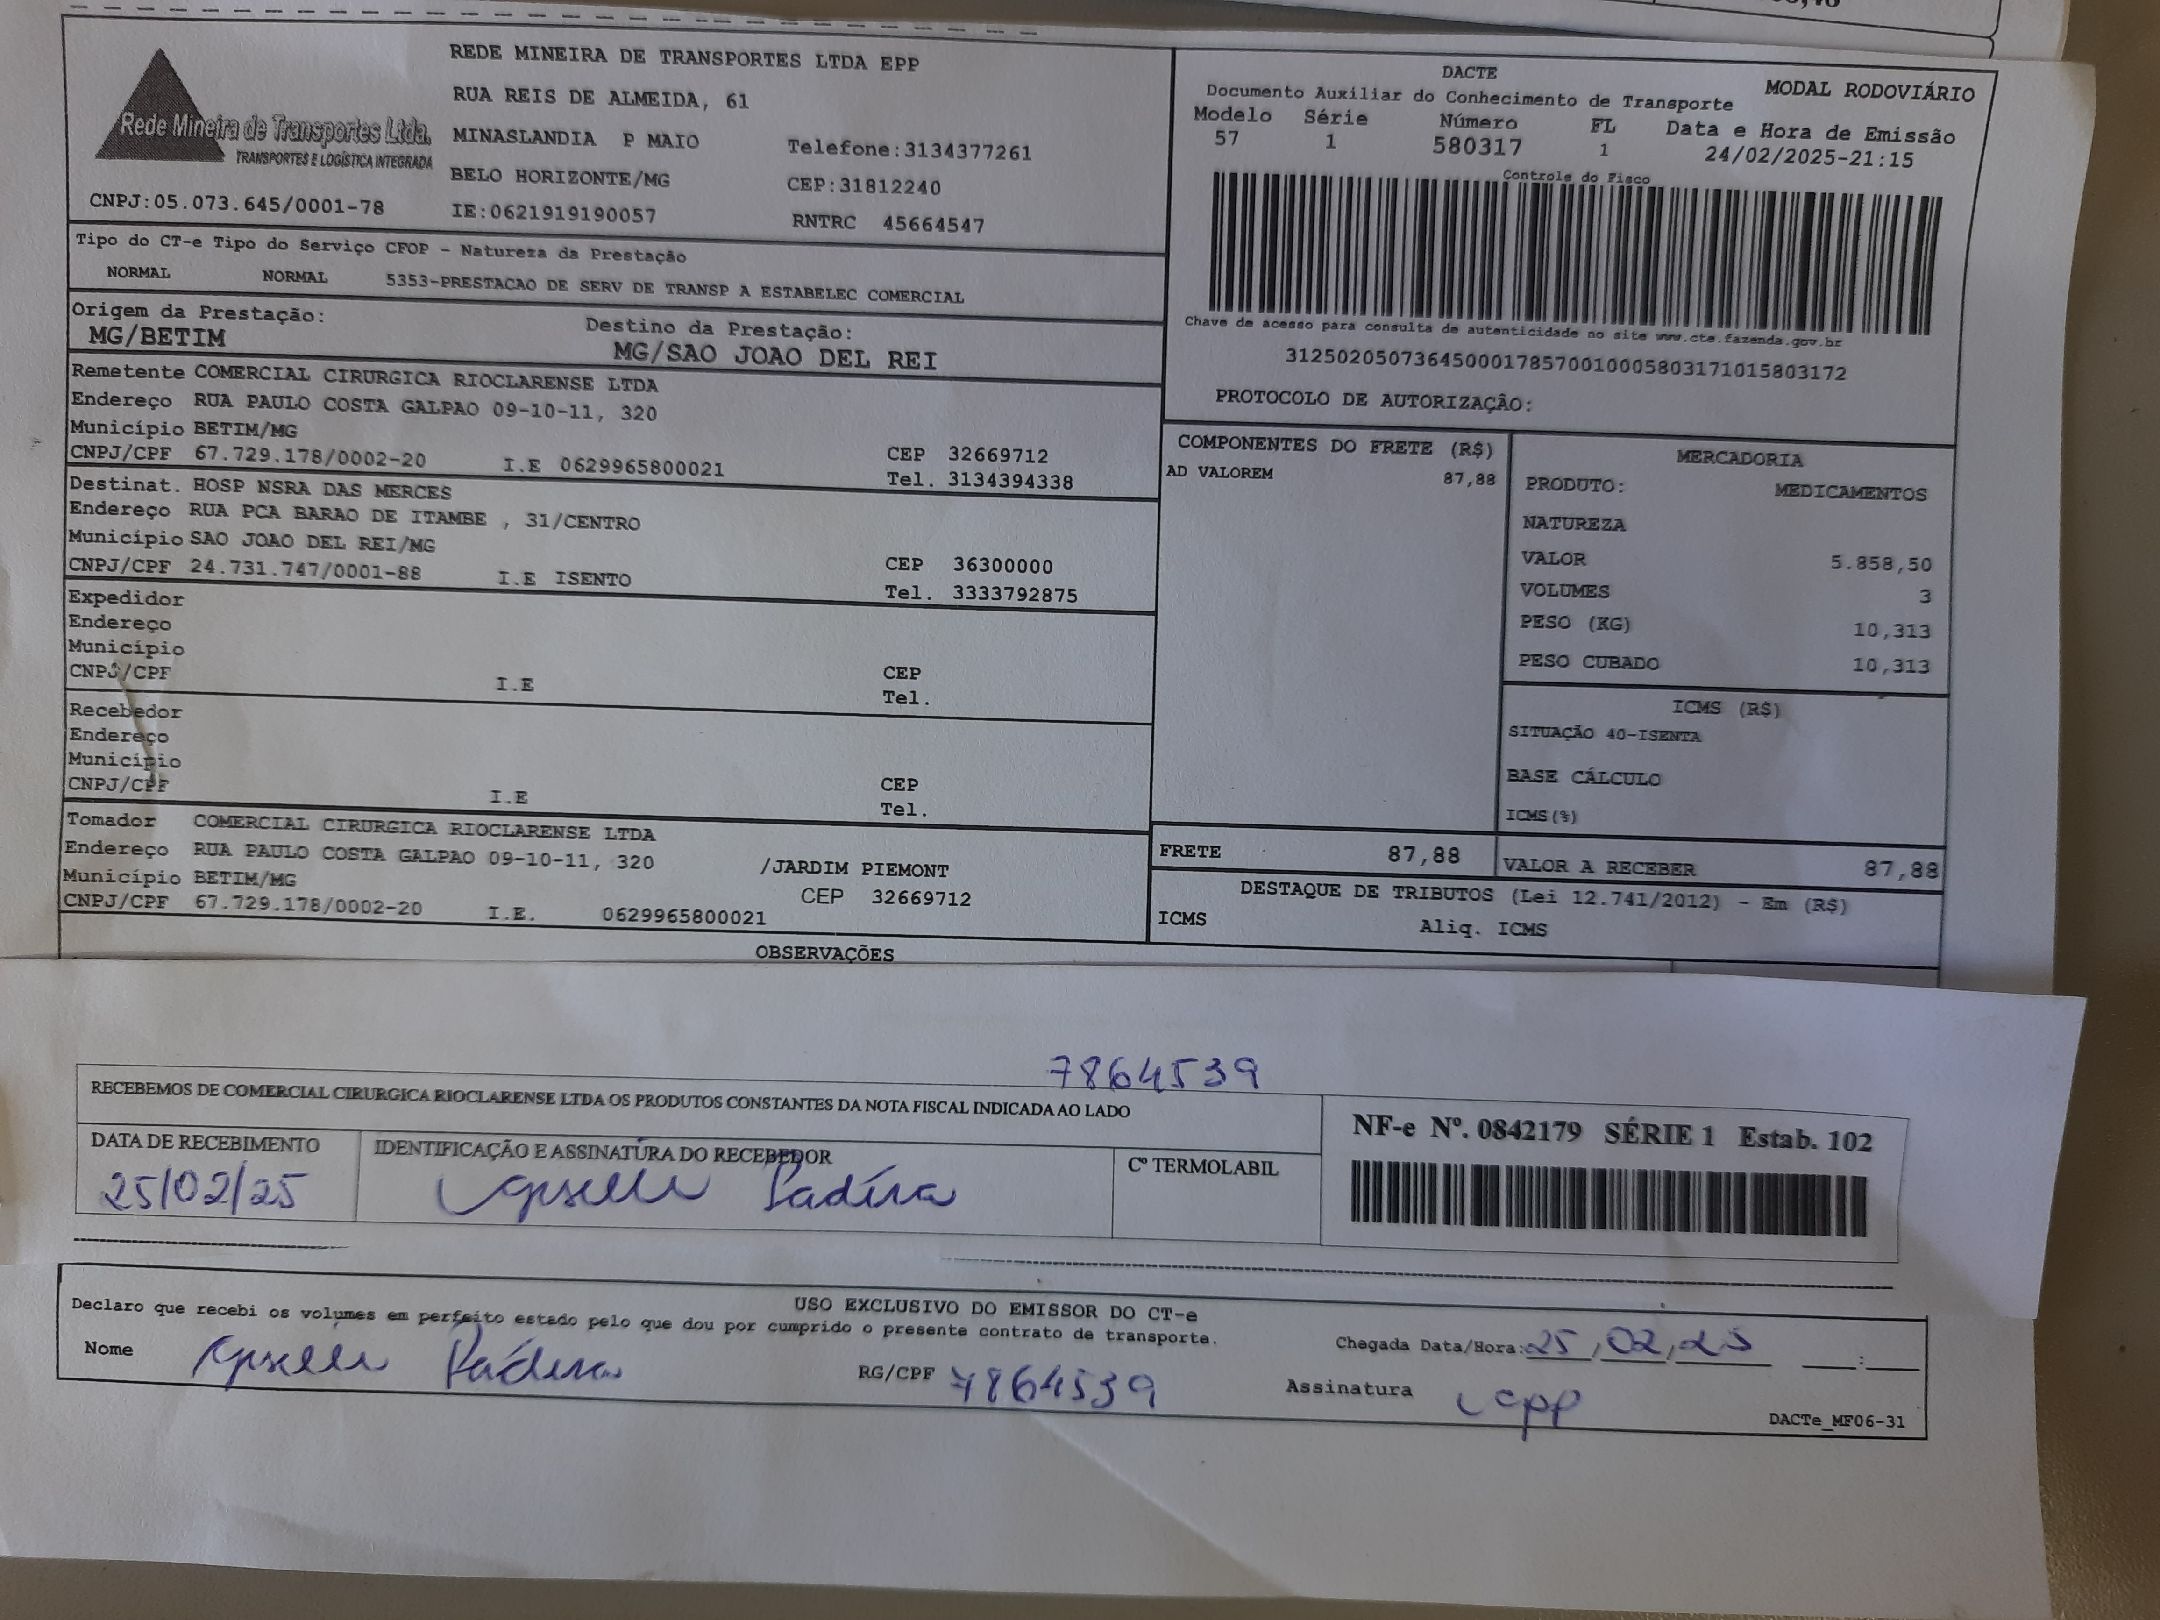 REDE MINEIRA DE TRANSPORTES LTDA EPP
RUA REIS DE ALMEIDA, 61
Rede Mineira de Transportes Ltda.
TRANSPORTES E LOGÍSTICA INTEGRADA
MINASLANDIA P MAIO Telefone:3134377261
BELO HORIZONTE/MG CEP:31812240
CNPJ:05.073.645/0001-78 IE:0621919190057 RNTRC 45664547
DACTE MODAL RODOVIÁRIO
Documento Auxiliar do Conhecimento de Transporte
Modelo Série Número FL Data e Hora de Emissão
57 1 580317 1 24/02/2025-21:15
Controle do Fisco
Chave de acesso para consulta de autenticidade no site www.cte.fazenda.gov.br
31250205073645000178570010005803171015803172
PROTOCOLO DE AUTORIZAÇÃO:
Tipo do CT-e Tipo do Serviço CFOP - Natureza da Prestação
NORMAL NORMAL 5353-PRESTACAO DE SERV DE TRANSP A ESTABELEC COMERCIAL
Origem da Prestação: Destino da Prestação:
MG/BETIM MG/SAO JOAO DEL REI
Remetente COMERCIAL CIRURGICA RIOCLARENSE LTDA
Endereço RUA PAULO COSTA GALPAO 09-10-11, 320
Município BETIM/MG CEP 32669712
CNPJ/CPF 67.729.178/0002-20 I.E 0629965800021 Tel. 3134394338
Destinat. HOSP NSRA DAS MERCES
Endereço RUA PCA BARAO DE ITAMBE , 31/CENTRO
Município SAO JOAO DEL REI/MG CEP 36300000
CNPJ/CPF 24.731.747/0001-88 I.E ISENTO Tel. 3333792875
Expedidor
Endereço
Município CEP
CNPJ/CPF I.E Tel.
Recebedor
Endereço
Município CEP
CNPJ/CPF I.E Tel.
Tomador COMERCIAL CIRURGICA RIOCLARENSE LTDA
Endereço RUA PAULO COSTA GALPAO 09-10-11, 320 /JARDIM PIEMONT
Município BETIM/MG CEP 32669712
CNPJ/CPF 67.729.178/0002-20 I.E. 0629965800021
COMPONENTES DO FRETE (R$)
AD VALOREM 87,88
MERCADORIA
PRODUTO: MEDICAMENTOS
NATUREZA
VALOR 5.858,50
VOLUMES 3
PESO (KG) 10,313
PESO CUBADO 10,313
ICMS (R$)
SITUAÇÃO 40-ISENTA
BASE CÁLCULO
ICMS(%)
FRETE 87,88 VALOR A RECEBER 87,88
DESTAQUE DE TRIBUTOS (Lei 12.741/2012) - Em (R$)
ICMS Aliq. ICMS
OBSERVAÇÕES
7864539
RECEBEMOS DE COMERCIAL CIRURGICA RIOCLARENSE LTDA OS PRODUTOS CONSTANTES DA NOTA FISCAL INDICADA AO LADO
NF-e Nº. 0842179 SÉRIE 1 Estab. 102
DATA DE RECEBIMENTO IDENTIFICAÇÃO E ASSINATURA DO RECEBEDOR Cº TERMOLABIL
25/02/25
USO EXCLUSIVO DO EMISSOR DO CT-e
Declaro que recebi os volumes em perfeito estado pelo que dou por cumprido o presente contrato de transporte.
Chegada Data/Hora: 25/02/25 __:__
Nome RG/CPF 7864539 Assinatura
DACTe_MF06-31